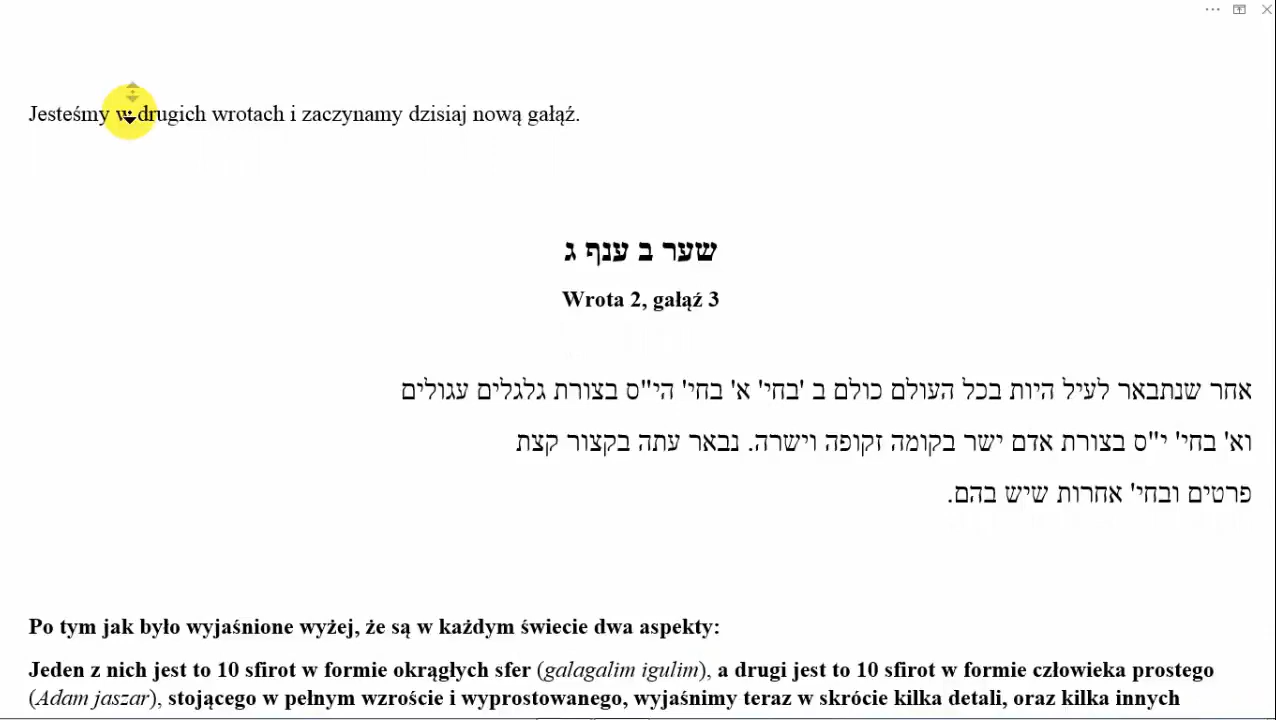 Jesteśmy w drugich wrotach i zaczynamy dzisiaj nową gałąź.
שער ב ענף ג
Wrota 2, gałąź 3
אחר שנתבאר לעיל היות בכל העולם כולם ב 'בחי' א' בחי' הי"ס בצורת גלגלים עגולים
וא' בחי' י"ס בצורת אדם ישר בקומה זקופה וישרה. נבאר עתה בקצור קצת
פרטים ובחי' אחרות שיש בהם.
Po tym jak było wyjaśnione wyżej, że są w każdym świecie dwa aspekty:
Jeden z nich jest to 10 sfirot w formie okrągłych sfer (galagalim igulim), a drugi jest to 10 sfirot w formie człowieka prostego
(Adam jaszar), stojącego w pełnym wzroście i wyprostowanego, wyjaśnimy teraz w skrócie kilka detali, oraz kilka innych